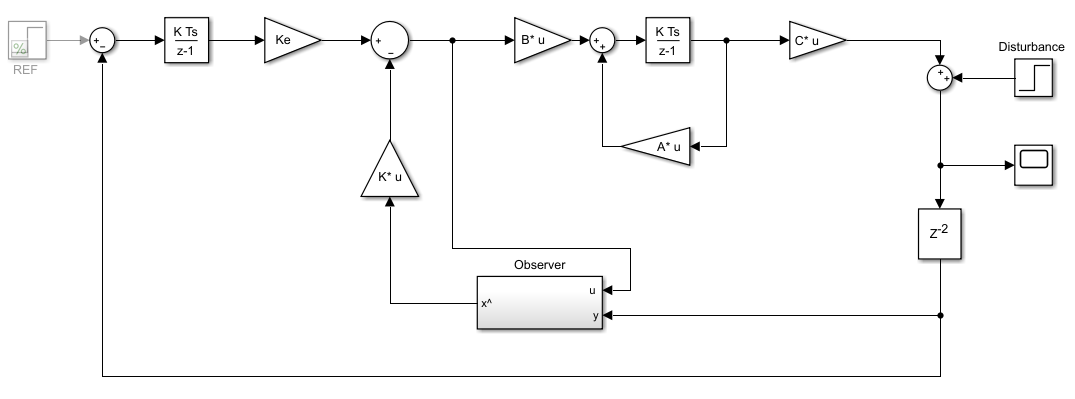 REF
%
+
−
K Ts
z-1
Ke
+
−
B* u
+
+
K Ts
z-1
C* u
Disturbance
+
+
A* u
K* u
Z-2
Observer
u
x^
y